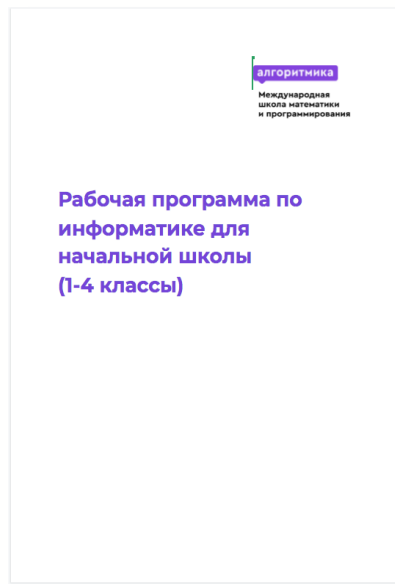 алгоритмика
Международная
школа математики
и программирования
Рабочая программа по
информатике для
начальной школы
(1-4 классы)